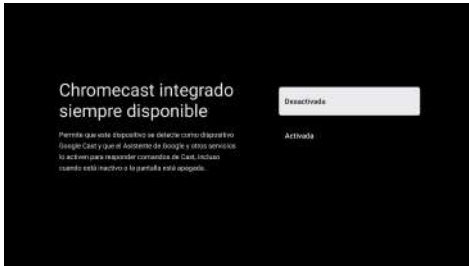 Chromecast integrado
siempre disponible
Permite que este dispositivo se detecte como dispositivo
Google Cast y que el Asistente de Google y otros servicios
lo activen para responder comandos de Cast, incluso
cuando está inactivo o la pantalla está apagada.
Desactivada
Activada